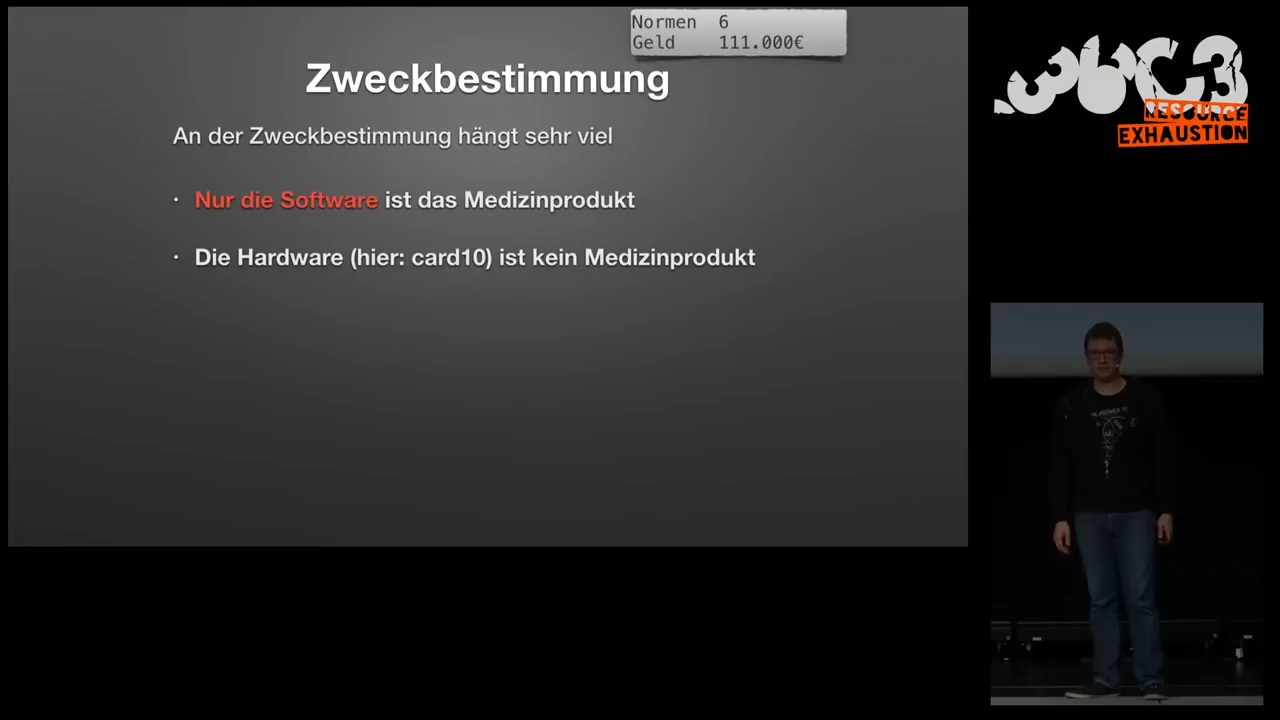 Normen 6
Geld 111.000€
Zweckbestimmung
An der Zweckbestimmung hängt sehr viel
· Nur die Software ist das Medizinprodukt
· Die Hardware (hier: card10) ist kein Medizinprodukt
36C3
RESOURCE
EXHAUSTION